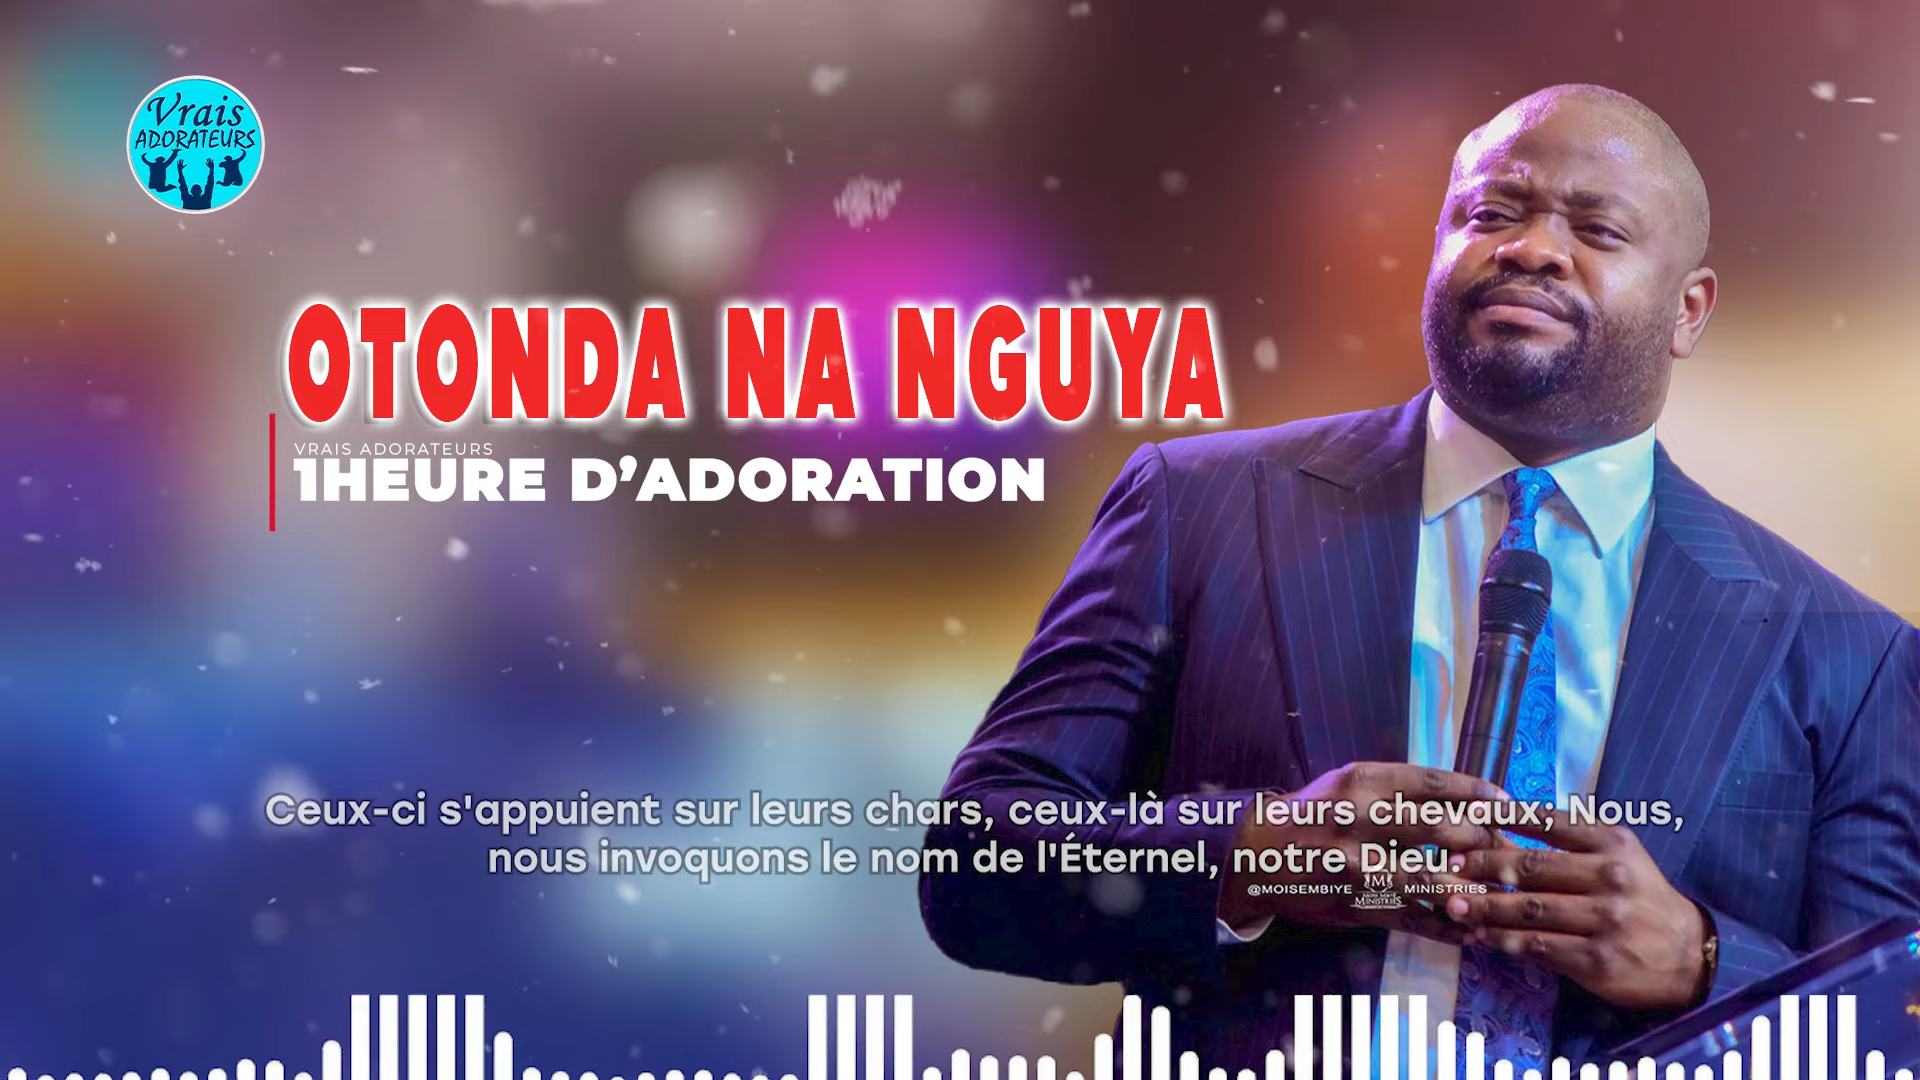 Vrais
ADORATEURS
OTONDA NA NGUYA
VRAIS ADORATEURS
1HEURE D’ADORATION
Ceux-ci s'appuient sur leurs chars, ceux-là sur leurs chevaux; Nous,
nous invoquons le nom de l'Éternel, notre Dieu.
@MOISEMBIYE M MINISTRIES
MINISTRIES